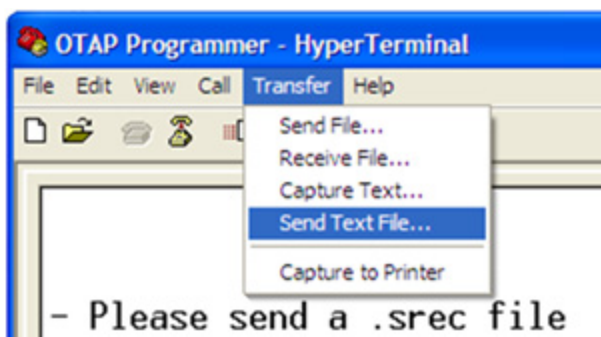 OTAP Programmer - HyperTerminal
File Edit View Call Transfer Help
Send File...
Receive File...
Capture Text...
Send Text File...
Capture to Printer
- Please send a .srec file